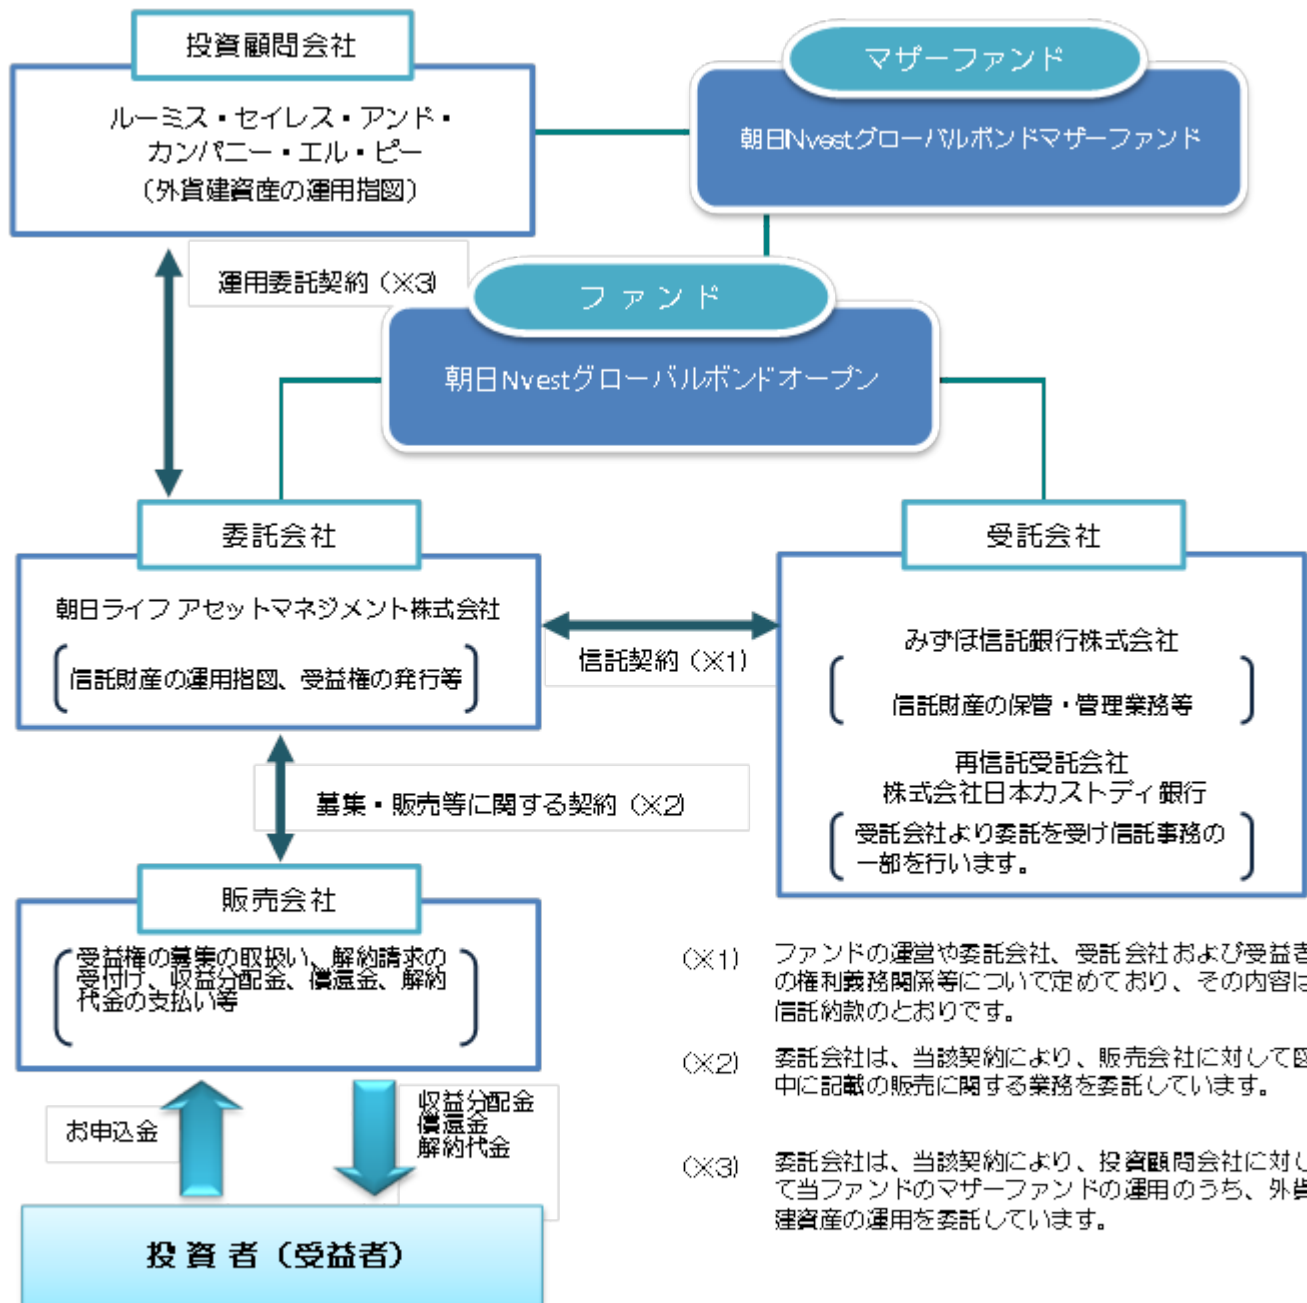 投資顧問会社
ルーミス・セイレス・アンド・
カンパニー・エル・ピー
(外貨建資産の運用指図)
マザーファンド
朝日Nvestグローバルボンドマザーファンド
運用委託契約(※3)
ファンド
朝日Nvestグローバルボンドオープン
委託会社
朝日ライフ アセットマネジメント株式会社
信託財産の運用指図、受益権の発行等
信託契約(※1)
受託会社
みずほ信託銀行株式会社
信託財産の保管・管理業務等
再信託受託会社
株式会社日本カストディ銀行
受託会社より委託を受け信託事務の
一部を行います。
募集・販売等に関する契約(※2)
販売会社
受益権の募集の取扱い、解約請求の
受付け、収益分配金、償還金、解約
代金の支払い等
お申込金
収益分配金
償還金
解約代金
投資者(受益者)
(※1) ファンドの運営や委託会社、受託会社および受益者
の権利義務関係等について定めており、その内容は
信託約款のとおりです。
(※2) 委託会社は、当該契約により、販売会社に対して図
中に記載の販売に関する業務を委託しています。
(※3) 委託会社は、当該契約により、投資顧問会社に対し
て当ファンドのマザーファンドの運用のうち、外貨
建資産の運用を委託しています。